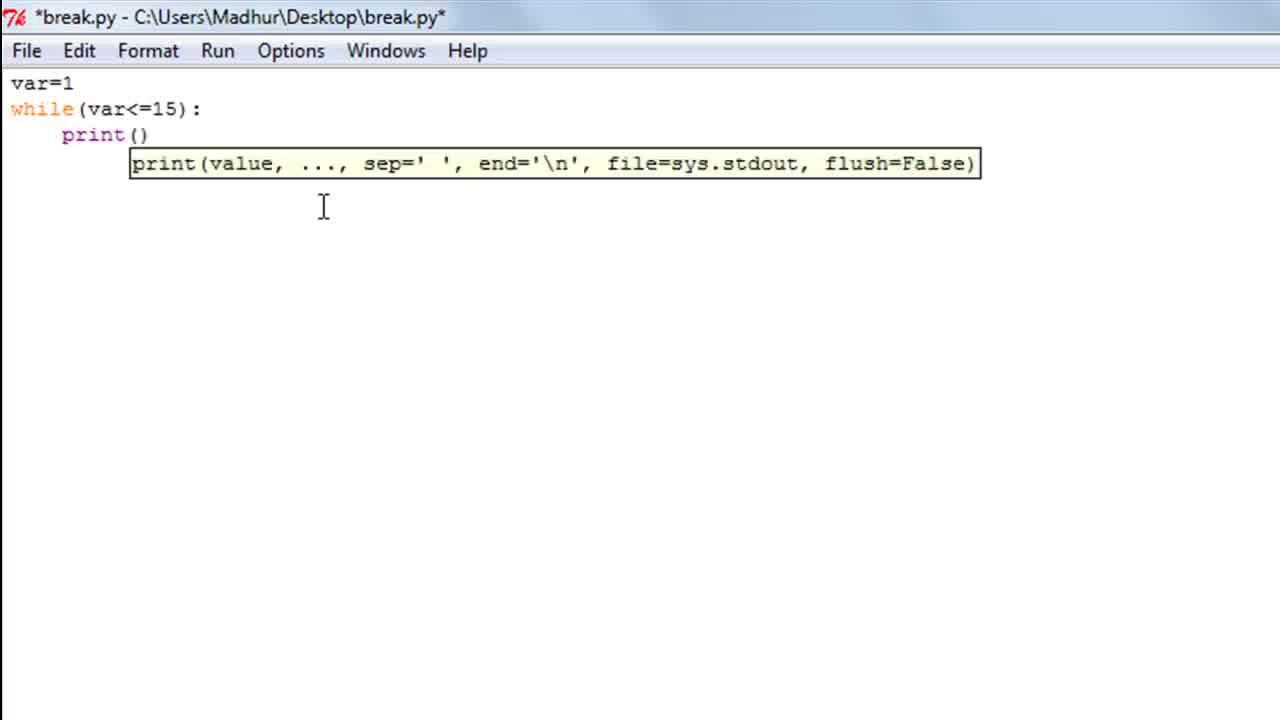 *break.py - C:\Users\Madhur\Desktop\break.py*
File Edit Format Run Options Windows Help
var=1
while(var<=15):
    print()
print(value, ..., sep=' ', end='\n', file=sys.stdout, flush=False)